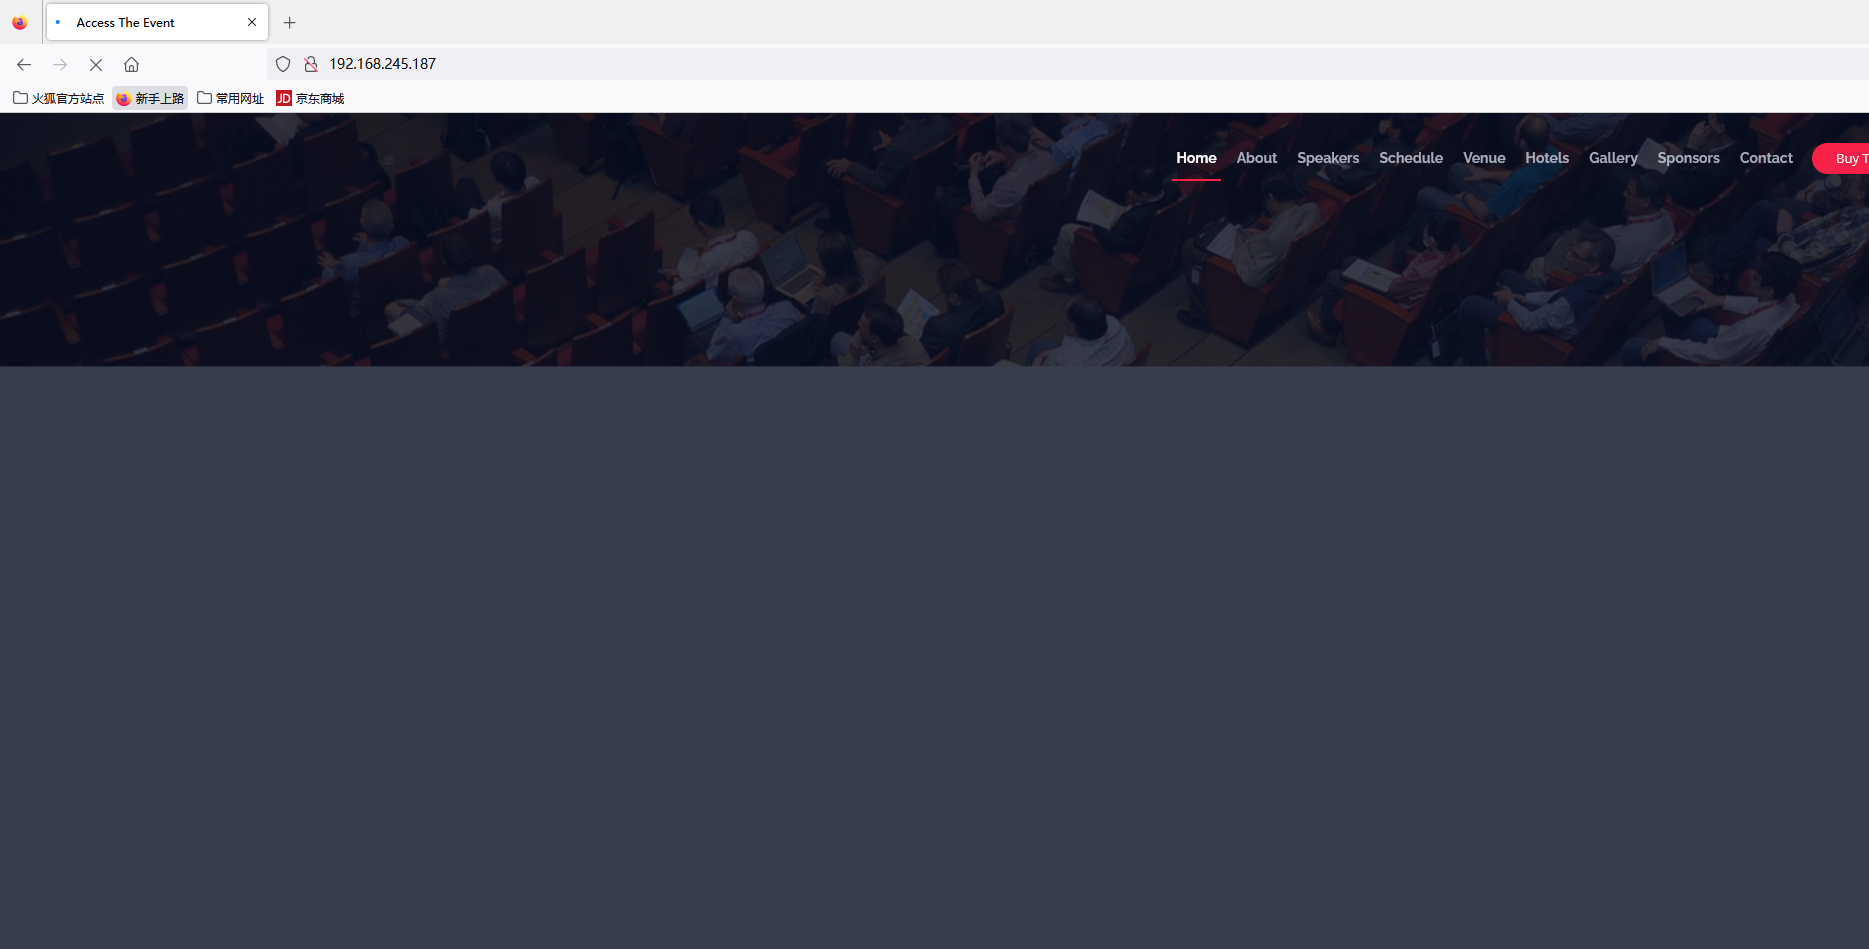 Access The Event
192.168.245.187
火狐官方站点 新手上路 常用网址 JD 京东商城
Home About Speakers Schedule Venue Hotels Gallery Sponsors Contact Buy T